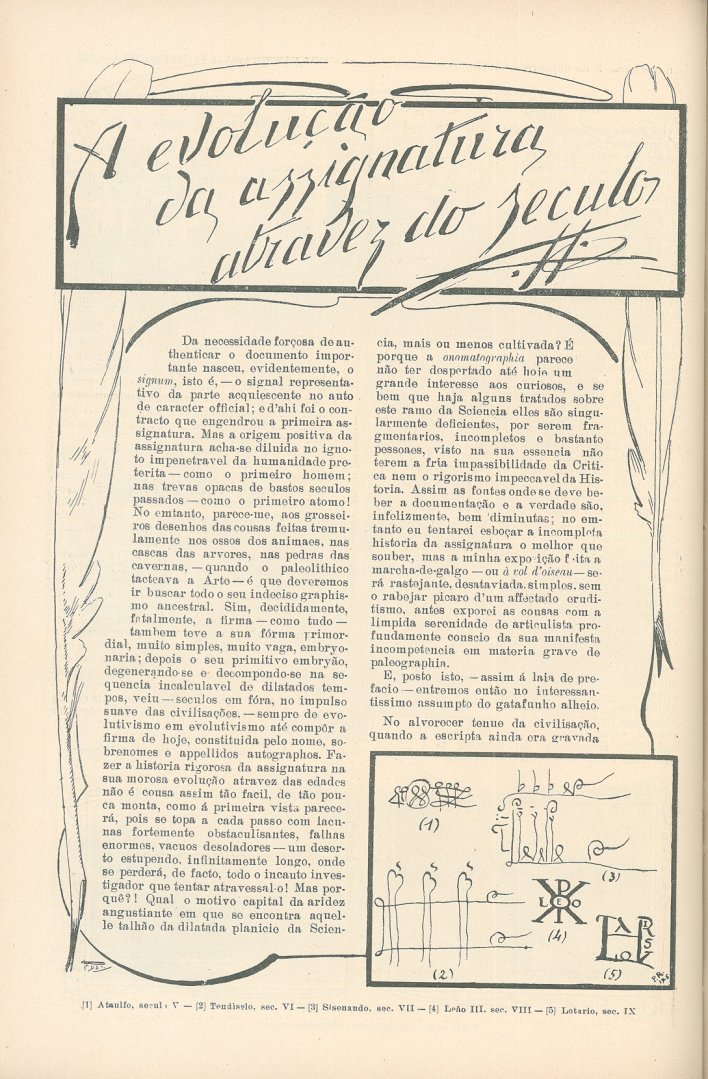 A evolução
da assignatura
atravez do seculos
Da necessidade forçosa de au-
thenticar o documento impor-
tante nasceu, evidentemente, o
signum, isto é, — o signal representa-
tivo da parte acquiescente no auto
de caracter official; e d'ahi foi o con-
tracto que engendrou a primeira as-
signatura. Mas a origem positiva da
assignatura acha-se diluida no igno-
to impenetravel da humanidade pre-
terita — como o primeiro homem;
nas trevas opacas de bastos seculos
passados — como o primeiro atomo!
No emtanto, parece-me, aos grossei-
ros desenhos das cousas feitas tremu-
lamente nos ossos dos animaes, nas
cascas das arvores, nas pedras das
cavernas, — quando o paleolithico
tacteava a Arte — é que deveremos
ir buscar todo o seu indeciso graphis-
mo ancestral. Sim, decididamente,
fatalmente, a firma — como tudo —
tambem teve a sua fórma primor-
dial, muito simples, muito vaga, embryo-
naria; depois o seu primitivo embryão,
degenerando-se e decompondo-se na se-
quencia incalculavel de dilatados tem-
pos, veiu — seculos em fóra, no impulso
suave das civilisações, — sempre de evo-
lutivismo em evolutivismo até compôr a
firma de hoje, constituida pelo nome, so-
brenomes e appellidos autographos. Fa-
zer a historia rigorosa da assignatura na
sua morosa evolução atravez das edades
não é cousa assim tão facil, de tão pou-
ca monta, como á primeira vista parece-
rá, pois se topa a cada passo com lacu-
nas fortemente obstaculisantes, falhas
enormes, vacuos desoladores — um deser-
to estupendo, infinitamente longo, onde
se perderá, de facto, todo o incauto inves-
tigador que tentar atravessal-o! Mas por-
quê?! Qual o motivo capital da aridez
angustiante em que se encontra aquel-
le talhão da dilatada planicie da Scien-
cia, mais ou menos cultivada? É
porque a onomatographia parece
não ter despertado até hoje um
grande interesse aos curiosos, e se
bem que haja alguns tratados sobre
este ramo da Sciencia elles são singu-
larmente deficientes, por serem fra-
gmentarios, incompletos e bastante
pessoaes, visto na sua essencia não
terem a fria impassibilidade da Criti-
ca nem o rigorismo impeccavel da His-
toria. Assim as fontes onde se deve be-
ber a documentação e a verdade são,
infelizmente, bem diminutas; no em-
tanto eu tentarei esboçar a incompleta
historia da assignatura o melhor que
souber, mas a minha exposição feita a
marcha-de-galgo — ou à vol d'oiseau — se-
rá rastejante, desataviada, simples, sem
o rabejar picaro d'um affectado erudi-
tismo, antes exporei as cousas com a
limpida serenidade de articulista pro-
fundamente conscio da sua manifesta
incompetencia em materia grave de
paleographia.
E, posto isto, — assim á laia de pre-
facio — entremos então no interessan-
tissimo assumpto do gatafunho alheio.
No alvorecer tenue da civilisação,
quando a escripta ainda era gravada
(1)
(3)
LEO
(4)
(2)
(5)
[1] Ataulfo, seculo V — [2] Tendiselo, sec. VI — [3] Sisenando, sec. VII — [4] Leão III, sec. VIII — [5] Lotario, sec. IX